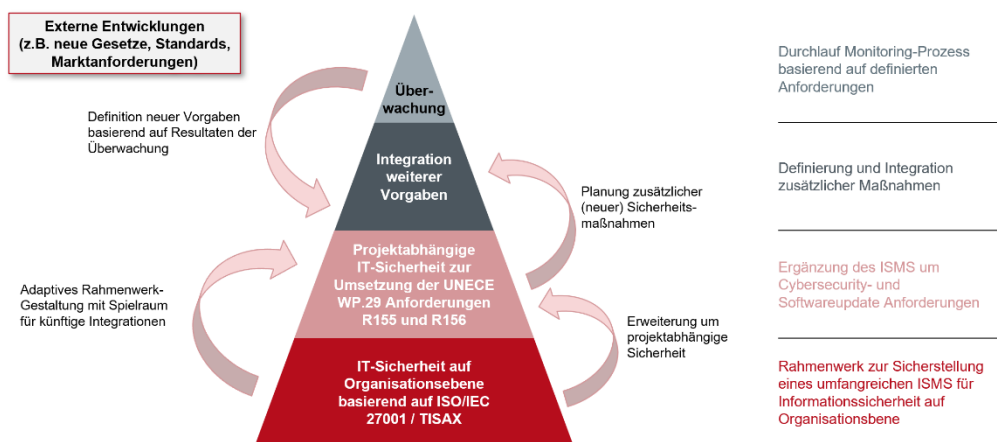 Externe Entwicklungen
(z.B. neue Gesetze, Standards,
Marktanforderungen)
Definition neuer Vorgaben
basierend auf Resultaten der
Überwachung
Adaptives Rahmenwerk-
Gestaltung mit Spielraum
für künftige Integrationen
Über-
wachung
Integration
weiterer
Vorgaben
Projektabhängige
IT-Sicherheit zur
Umsetzung der UNECE
WP.29 Anforderungen
R155 und R156
IT-Sicherheit auf
Organisationsebene
basierend auf ISO/IEC
27001 / TISAX
Planung zusätzlicher
(neuer) Sicherheits-
maßnahmen
Erweiterung um
projektabhängige
Sicherheit
Durchlauf Monitoring-Prozess
basierend auf definierten
Anforderungen
Definierung und Integration
zusätzlicher Maßnahmen
Ergänzung des ISMS um
Cybersecurity- und
Softwareupdate Anforderungen
Rahmenwerk zur Sicherstellung
eines umfangreichen ISMS für
Informationssicherheit auf
Organisationsbene